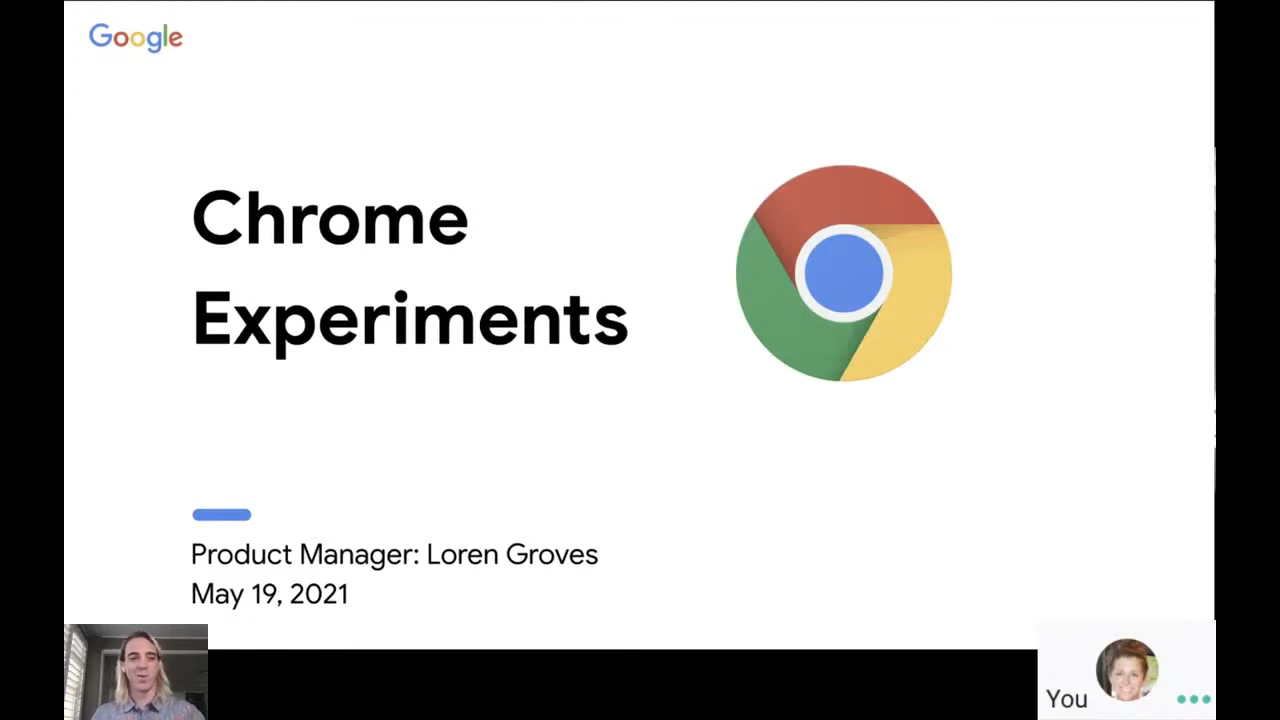 Google
Chrome
Experiments
Product Manager: Loren Groves
May 19, 2021
You